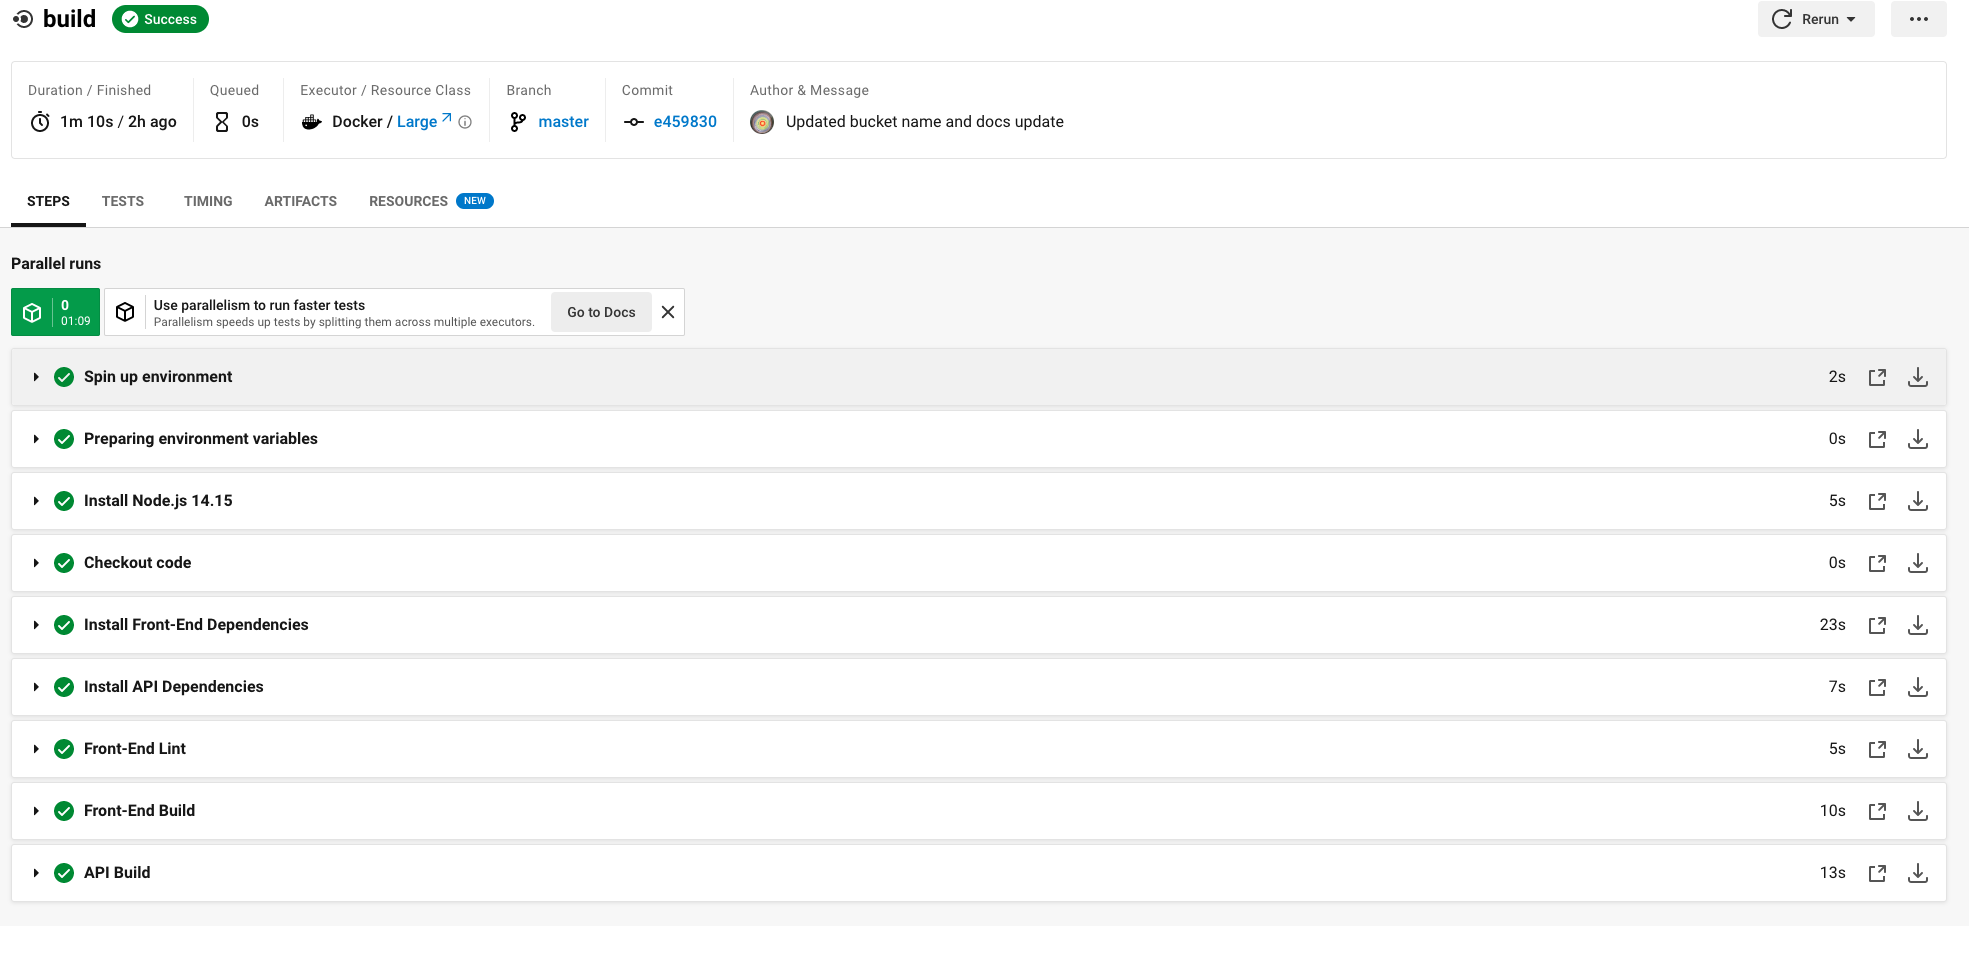 build Success Rerun
Duration / Finished Queued Executor / Resource Class Branch Commit Author & Message
1m 10s / 2h ago 0s Docker / Large master e459830 Updated bucket name and docs update
STEPS TESTS TIMING ARTIFACTS RESOURCES NEW
Parallel runs
0
01:09
Use parallelism to run faster tests
Parallelism speeds up tests by splitting them across multiple executors.
Go to Docs
Spin up environment 2s
Preparing environment variables 0s
Install Node.js 14.15 5s
Checkout code 0s
Install Front-End Dependencies 23s
Install API Dependencies 7s
Front-End Lint 5s
Front-End Build 10s
API Build 13s